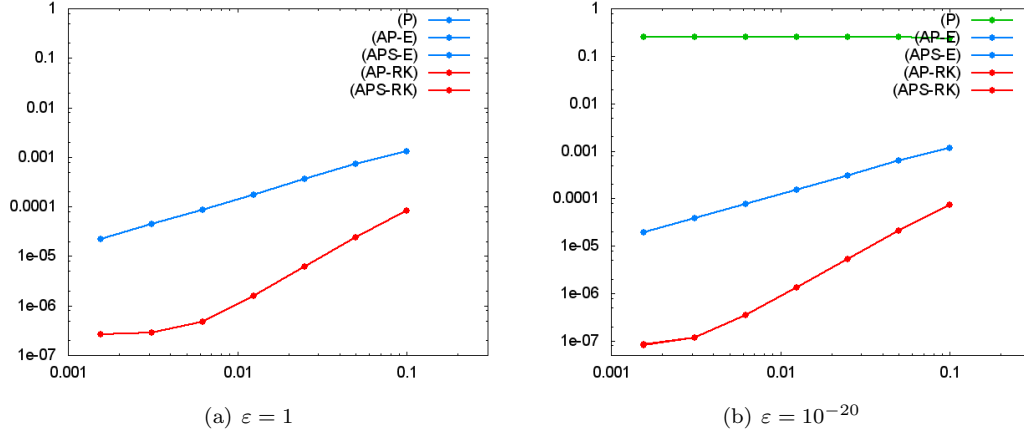 1
0.1
0.01
0.001
0.0001
1e-05
1e-06
1e-07
0.001 0.01 0.1
(P)
(AP-E)
(APS-E)
(AP-RK)
(APS-RK)
(a) ε = 1
1
0.1
0.01
0.001
0.0001
1e-05
1e-06
1e-07
0.001 0.01 0.1
(P)
(AP-E)
(APS-E)
(AP-RK)
(APS-RK)
(b) ε = 10⁻²⁰